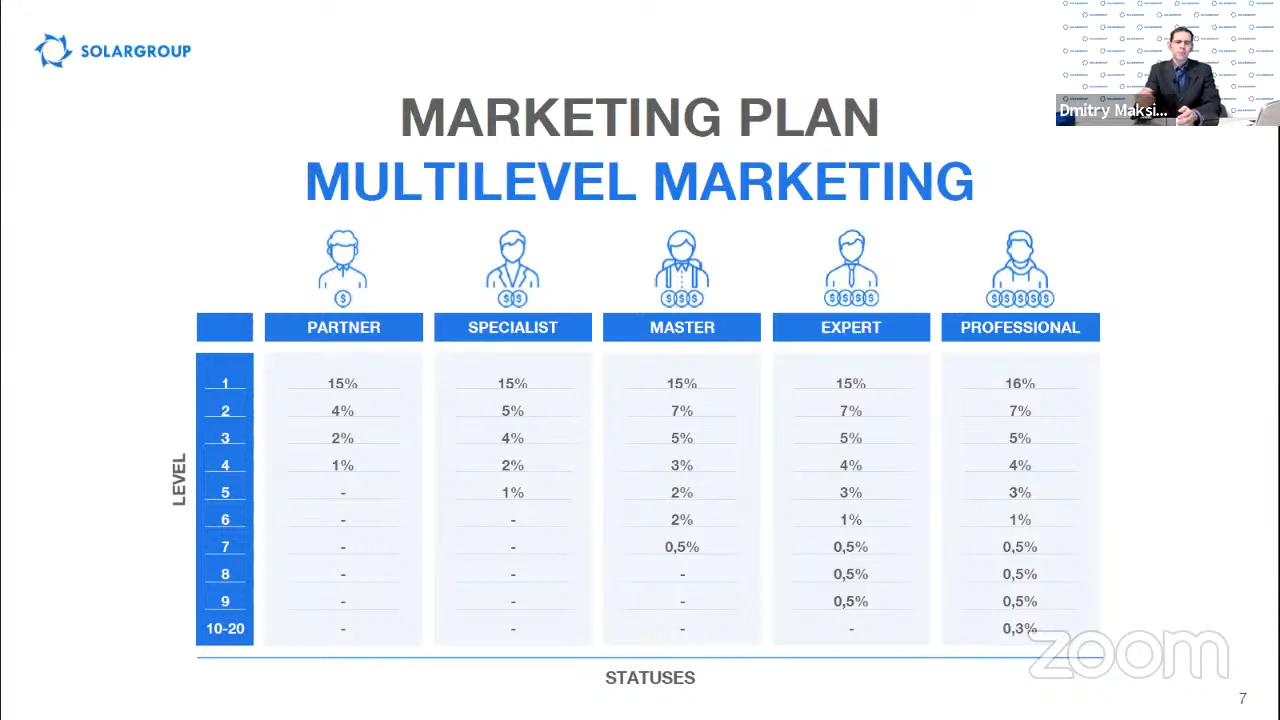 SOLARGROUP
Dmitry Maksi...
MARKETING PLAN
MULTILEVEL MARKETING
PARTNER SPECIALIST MASTER EXPERT PROFESSIONAL
1 15% 15% 15% 15% 16%
2 4% 5% 7% 7% 7%
3 2% 4% 5% 5% 5%
4 1% 2% 3% 4% 4%
5 - 1% 2% 3% 3%
6 - - 2% 1% 1%
7 - - 0,5% 0,5% 0,5%
8 - - - 0,5% 0,5%
9 - - - 0,5% 0,5%
10-20 - - - - 0,3%
LEVEL
STATUSES
zoom
7